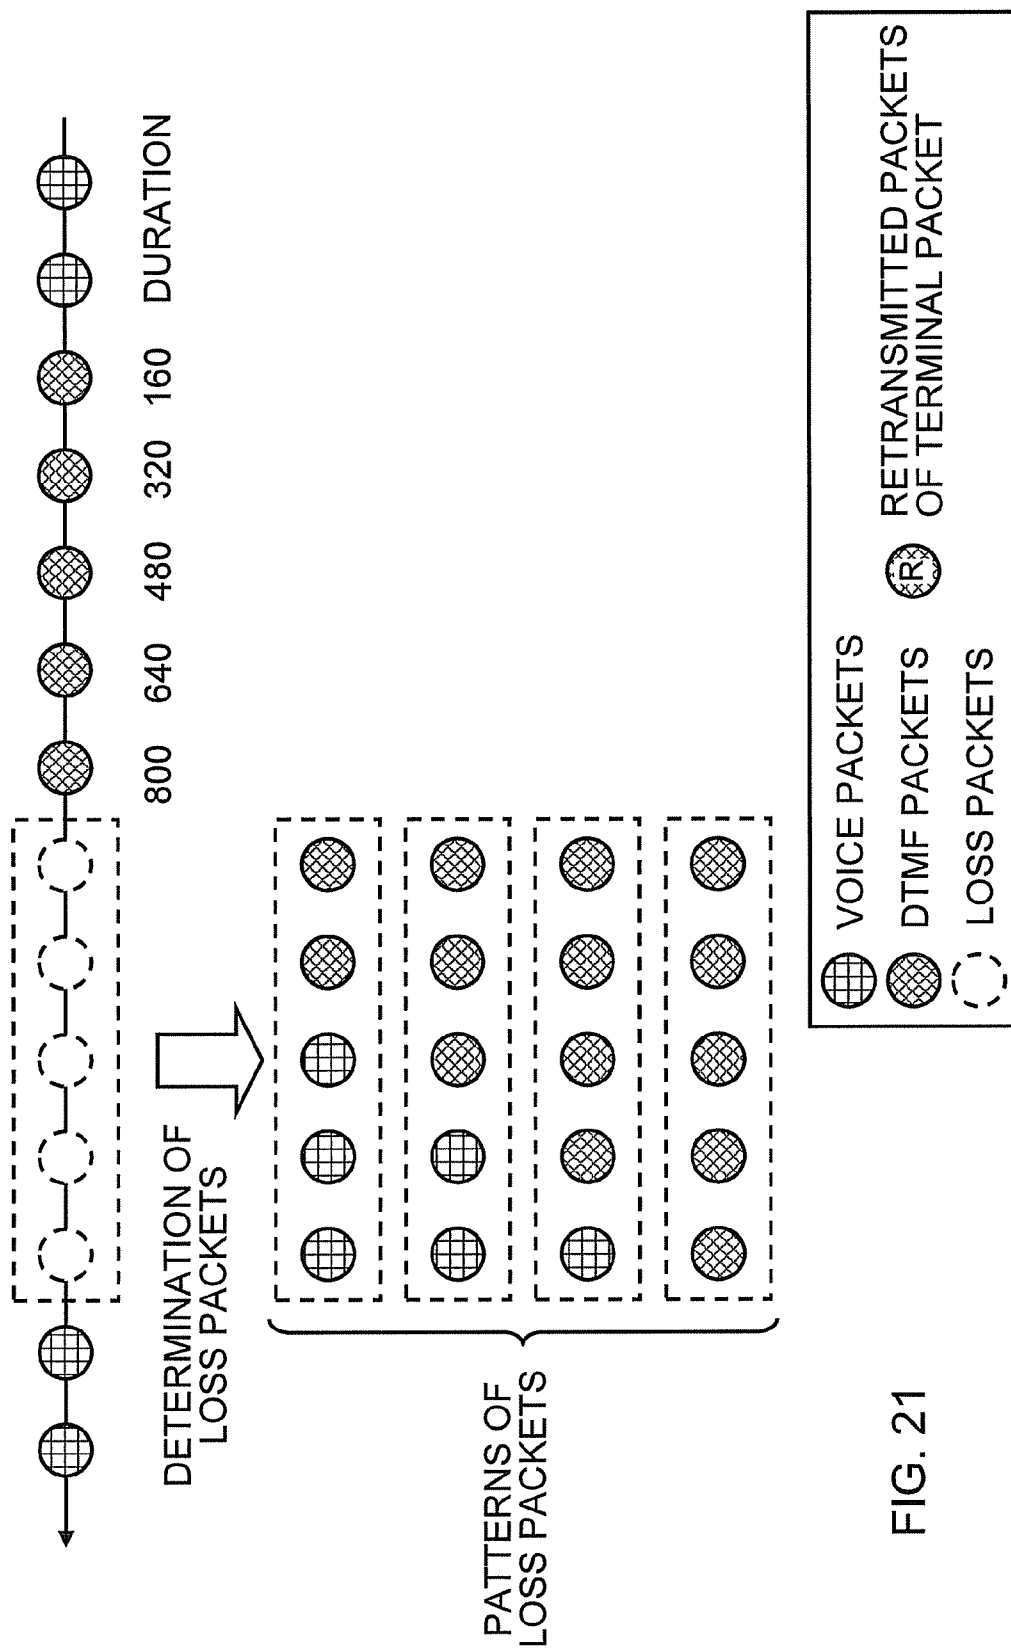 800 640 480 320 160 DURATION
DETERMINATION OF
LOSS PACKETS
PATTERNS OF
LOSS PACKETS
VOICE PACKETS
DTMF PACKETS
LOSS PACKETS
R
RETRANSMITTED PACKETS
OF TERMINAL PACKET
FIG. 21